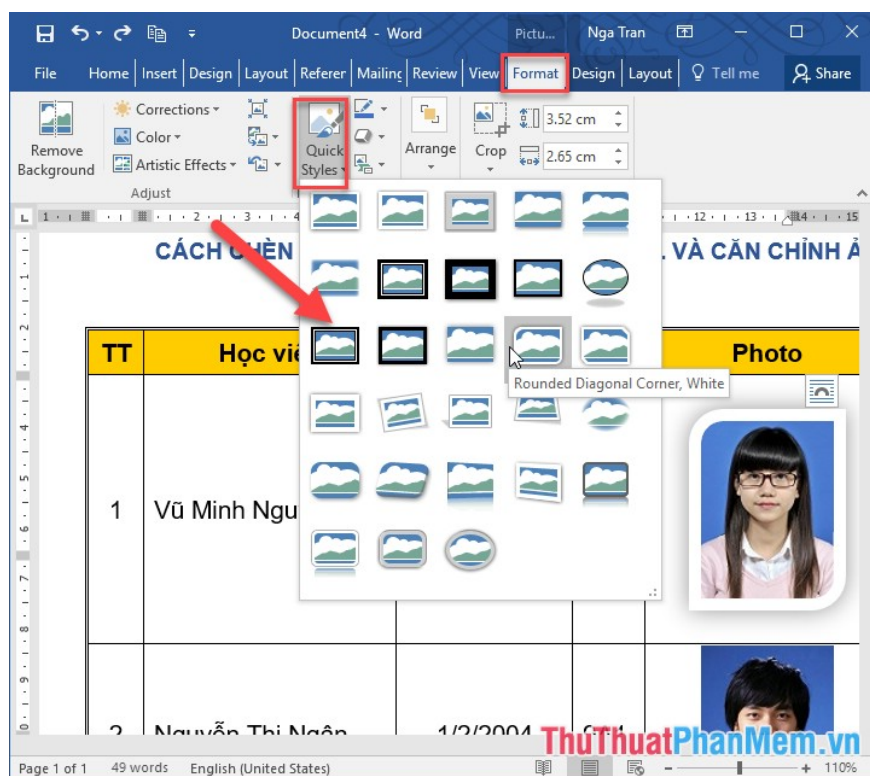 Document4 - Word
Pictu...
Nga Tran
File Home Insert Design Layout Referer Mailing Review View Format Design Layout Tell me Share
Remove Background
Corrections
Color
Artistic Effects
Adjust
Quick Styles
Arrange
Crop
3.52 cm
2.65 cm
CÁCH CHÈN
. VÀ CĂN CHỈNH Ả
TT
Học viê
Photo
Rounded Diagonal Corner, White
1
Vũ Minh Ngu
2
Nguyễn Thị Ngân
1/2/2004
ThuThuatPhanMem.vn
Page 1 of 1 49 words English (United States) 110%